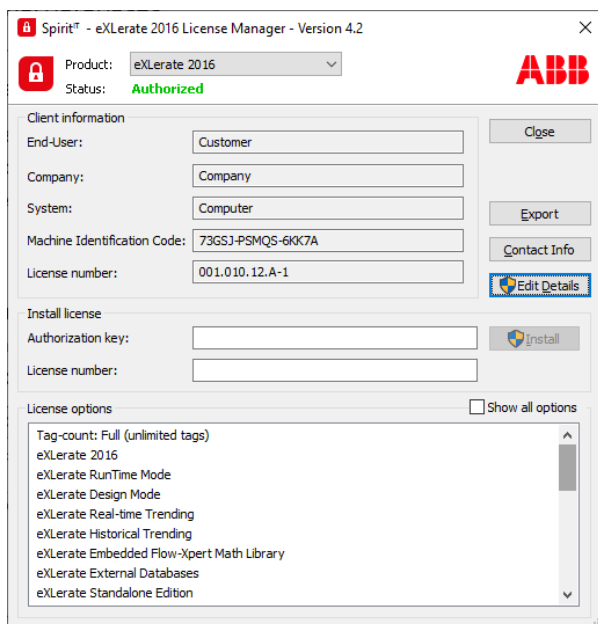 Spirit IT - eXLerate 2016 License Manager - Version 4.2
Product: eXLerate 2016
Status: Authorized
ABB
Client information
End-User: Customer
Close
Company: Company
System: Computer
Export
Machine Identification Code: 73GSJ-PSMQS-6KK7A
Contact Info
License number: 001.010.12.A-1
Edit Details
Install license
Authorization key:
Install
License number:
License options
Show all options
Tag-count: Full (unlimited tags)
eXLerate 2016
eXLerate RunTime Mode
eXLerate Design Mode
eXLerate Real-time Trending
eXLerate Historical Trending
eXLerate Embedded Flow-Xpert Math Library
eXLerate External Databases
eXLerate Standalone Edition